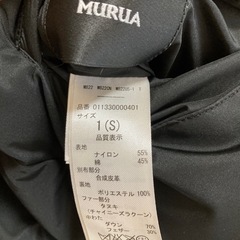 MURUA
品番 011330000401
サイズ
1(S)
品質表示
表地
ナイロン 55%
綿 45%
別布部分
合成皮革
ポリエステル 100%
ファー部分
タヌキ
(チャイニーズラクーン)
中わた
ダウン 70%
フェザー 30%